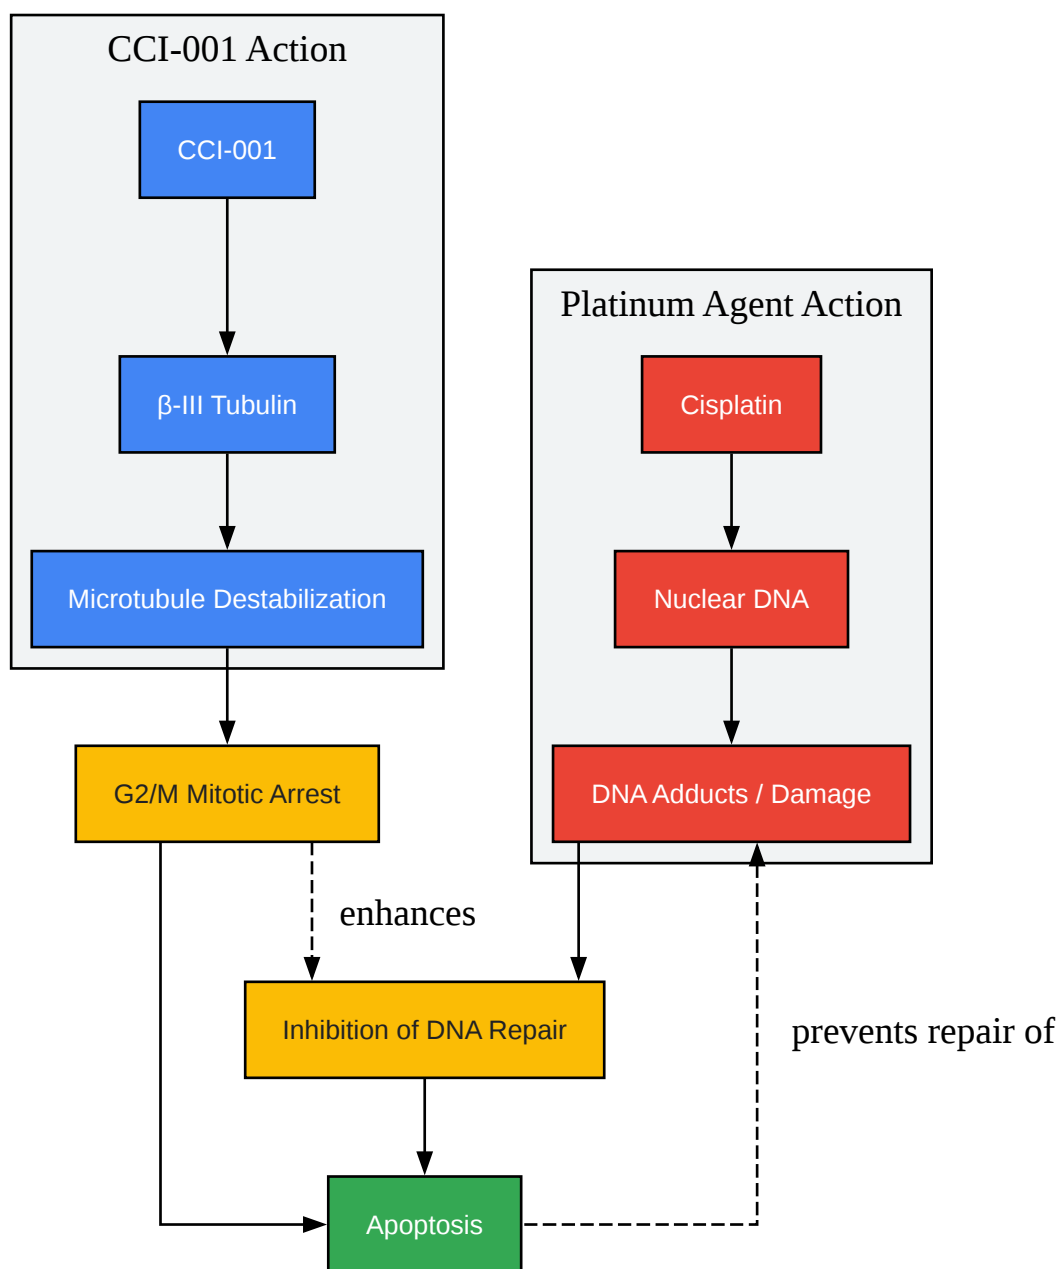 CCI-001 Action
CCI-001
β-III Tubulin
Microtubule Destabilization
Platinum Agent Action
Cisplatin
Nuclear DNA
DNA Adducts / Damage
G2/M Mitotic Arrest
enhances
Inhibition of DNA Repair
prevents repair of
Apoptosis